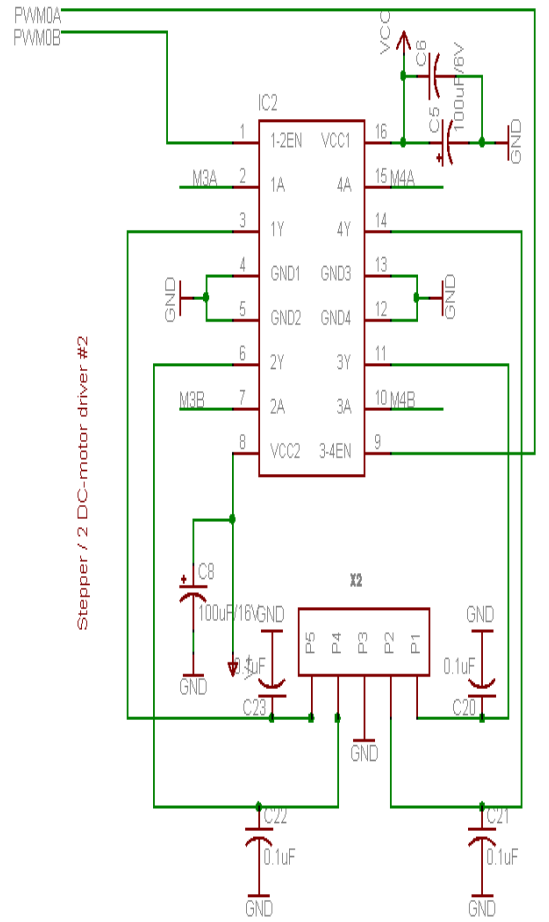 PWM0A
PWM0B
VCC
C6
C5
100uF/6V
GND
IC2
1 1-2EN VCC1 16
M3A 2 1A 4A 15 M4A
3 1Y 4Y 14
4 GND1 GND3 13
GND
GND
5 GND2 GND4 12
6 2Y 3Y 11
M3B 7 2A 3A 10 M4B
8 VCC2 3-4EN 9
Stepper / 2 DC-motor driver #2
C8
100uF/16V
GND
X2
GND
0.1uF
C23
P5 P4 P3 P2 P1
GND
GND
0.1uF
C20
C22
0.1uF
GND
C21
0.1uF
GND